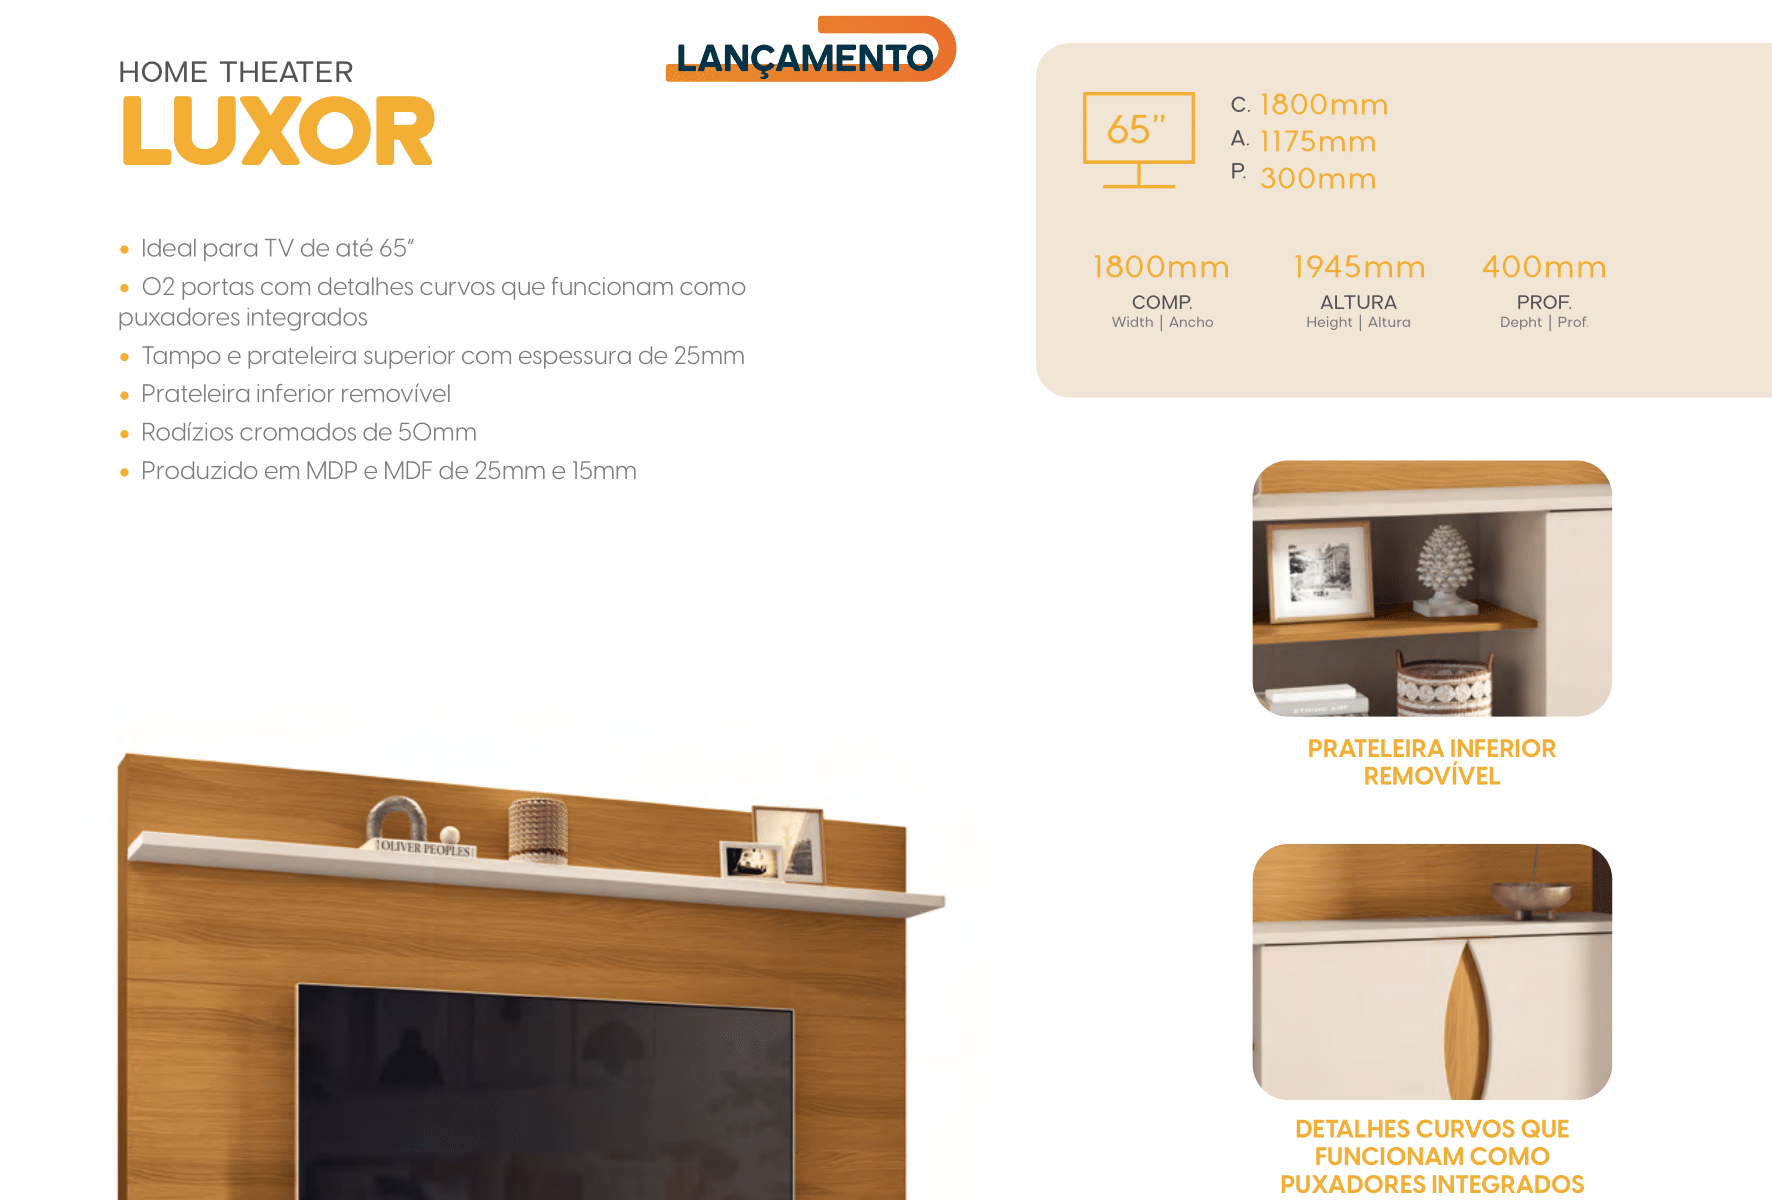 LANÇAMENTO
HOME THEATER
LUXOR
• Ideal para TV de até 65"
• 02 portas com detalhes curvos que funcionam como
puxadores integrados
• Tampo e prateleira superior com espessura de 25mm
• Prateleira inferior removível
• Rodízios cromados de 50mm
• Produzido em MDP e MDF de 25mm e 15mm
65”
C. 1800mm
A. 1175mm
P. 300mm
1800mm 1945mm 400mm
COMP. ALTURA PROF.
Width | Ancho Height | Altura Depht | Prof.
ETHNIC ART
PRATELEIRA INFERIOR
REMOVÍVEL
OLIVER PEOPLES
DETALHES CURVOS QUE
FUNCIONAM COMO
PUXADORES INTEGRADOS